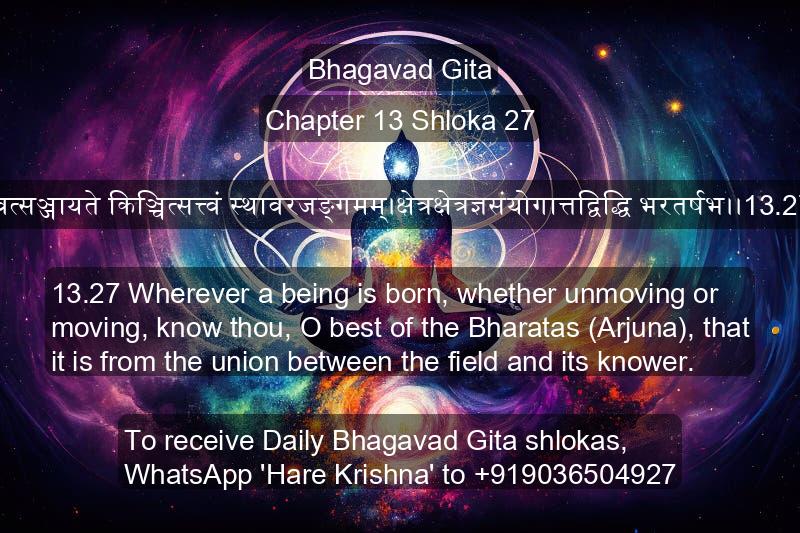 Bhagavad Gita
Chapter 13 Shloka 27
किञ्चित्सत्त्वं स्थावरजङ्गमम्।क्षेत्रक्षेत्रज्ञसंयोगात्तद्विद्धि भरतर्षभ।।13.2
13.27 Wherever a being is born, whether unmoving or
moving, know thou, O best of the Bharatas (Arjuna), that
it is from the union between the field and its knower.
To receive Daily Bhagavad Gita shlokas,
WhatsApp 'Hare Krishna' to +919036504927